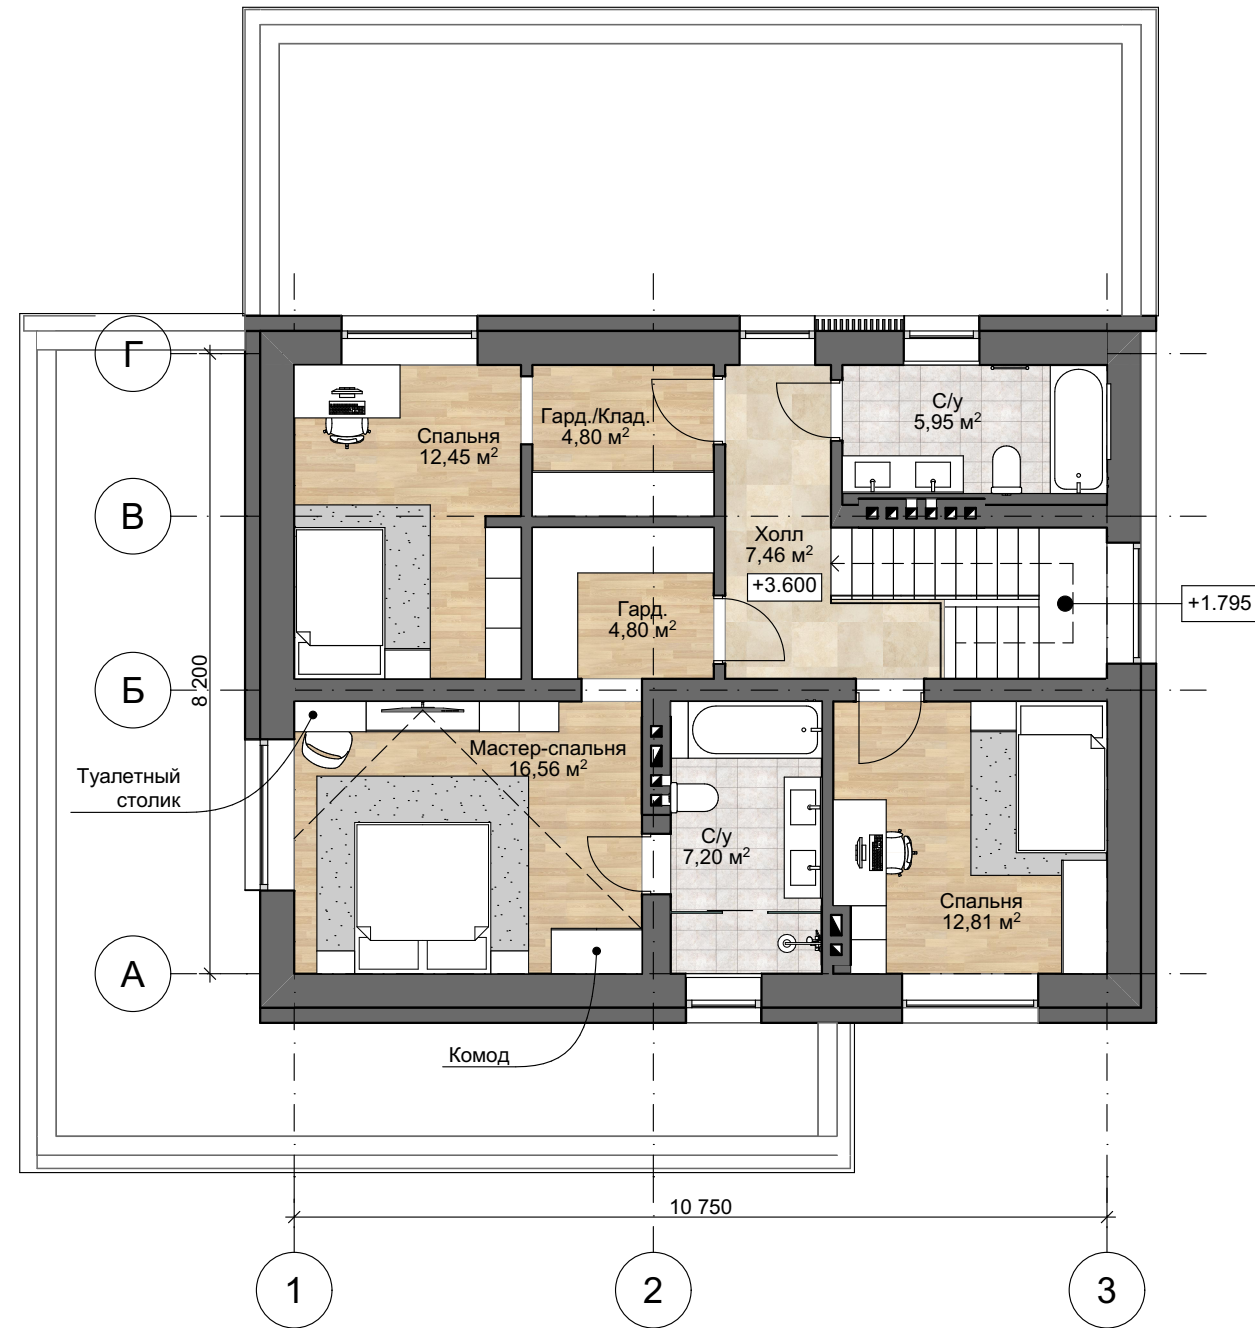 Г
В
Б
А
8 200
Спальня
12,45 м²
Гард./Клад.
4,80 м²
С/у
5,95 м²
Холл
7,46 м²
+3.600
+1.795
Гард.
4,80 м²
Мастер-спальня
16,56 м²
Туалетный
столик
С/у
7,20 м²
Спальня
12,81 м²
Комод
10 750
1
2
3